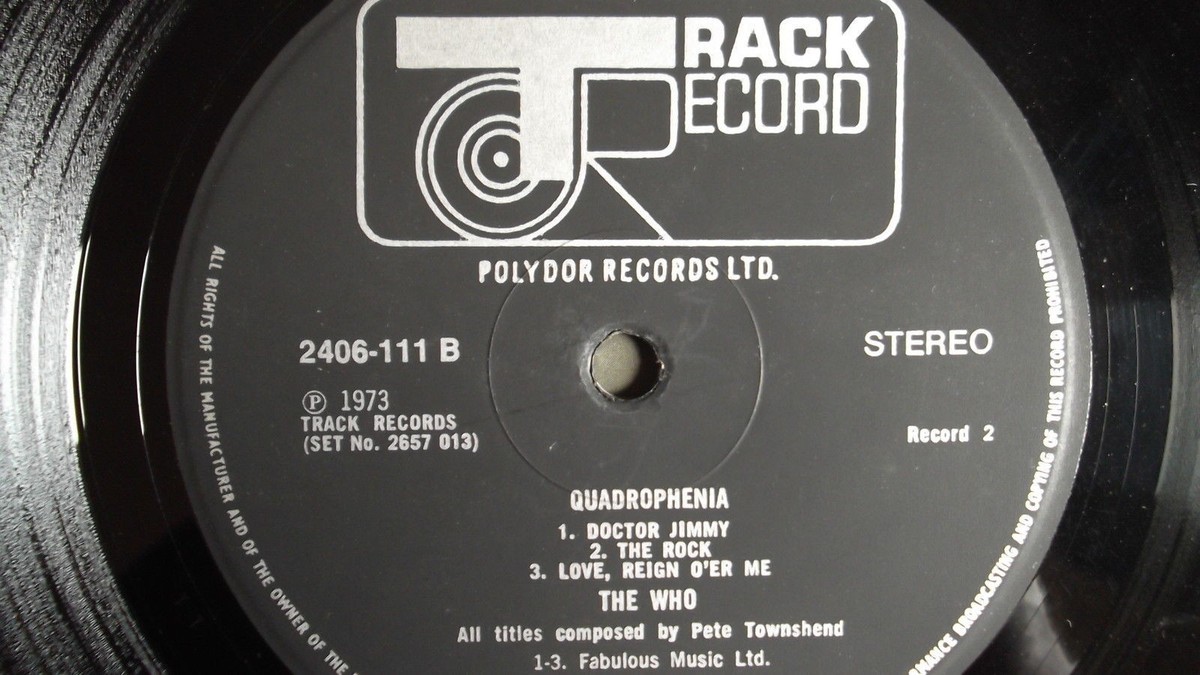 TRACK
RECORD
POLYDOR RECORDS LTD.
2406-111 B
STEREO
℗ 1973
TRACK RECORDS
(SET No. 2657 013)
Record 2
QUADROPHENIA
1. DOCTOR JIMMY
2. THE ROCK
3. LOVE, REIGN O'ER ME
THE WHO
All titles composed by Pete Townshend
1-3. Fabulous Music Ltd.
ALL RIGHTS OF THE MANUFACTURER AND OF THE OWNER OF THE
BROADCASTING AND COPYING OF THIS RECORD PROHIBITED